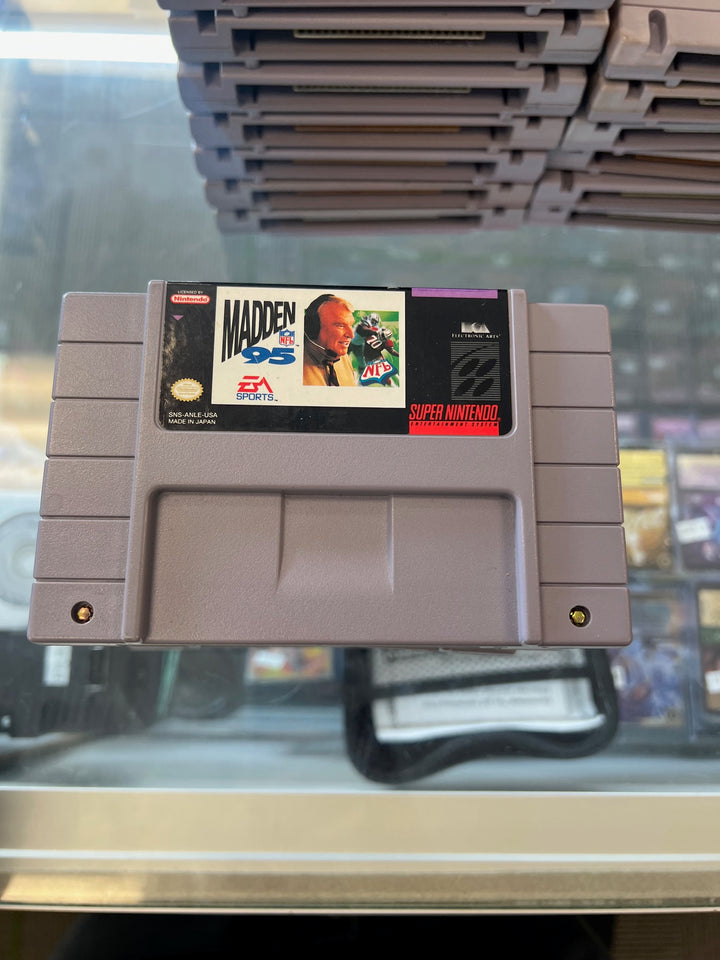 LICENSED BY
Nintendo
MADDEN
NFL
95
EA
SPORTS
SNS-ANLE-USA
MADE IN JAPAN
20
NFL
ELECTRONIC ARTS
SUPER NINTENDO
ENTERTAINMENT SYSTEM